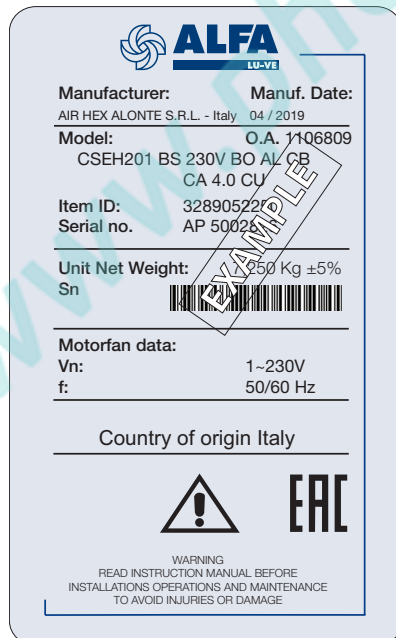 ALFA
LU-VE
Manufacturer: Manuf. Date:
AIR HEX ALONTE S.R.L. - Italy 04 / 2019
Model: O.A. 1106809
CSEH201 BS 230V BO AL CB
CA 4.0 CU
Item ID:
Serial no. AP
Unit Net Weight: Kg ±5%
Sn
EXAMPLE
Motorfan data:
Vn: 1~230V
f: 50/60 Hz
Country of origin Italy
EAC
WARNING
READ INSTRUCTION MANUAL BEFORE
INSTALLATIONS OPERATIONS AND MAINTENANCE
TO AVOID INJURIES OR DAMAGE